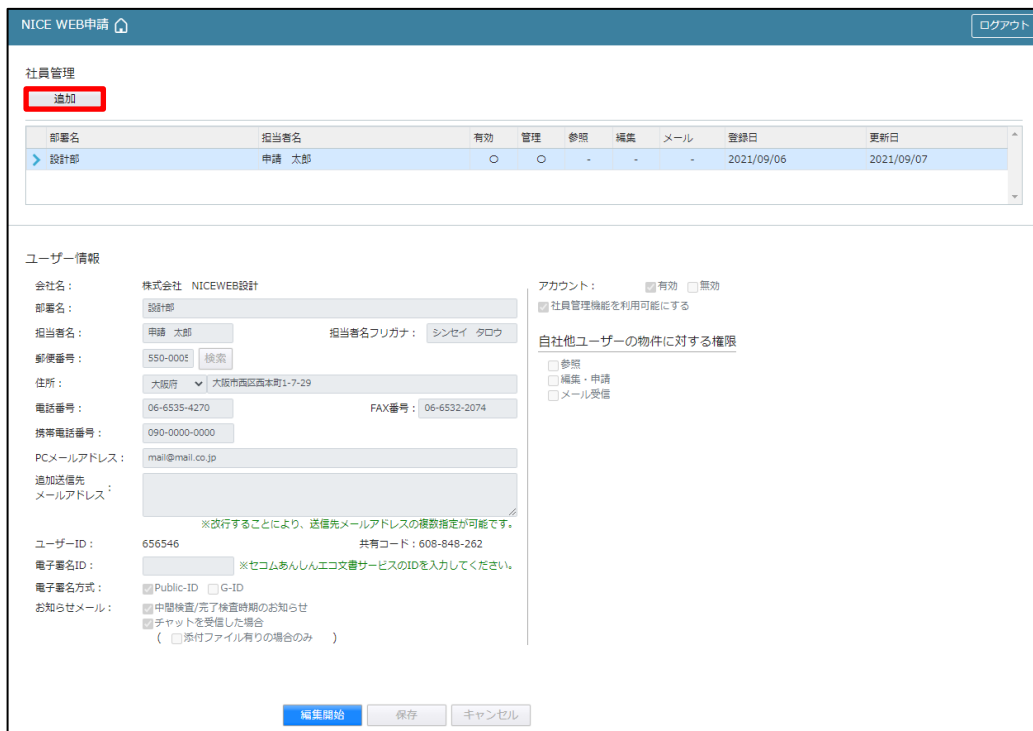 NICE WEB申請 ログアウト
社員管理
追加
部署名 担当者名 有効 管理 参照 編集 メール 登録日 更新日
設計部 申請 太郎 ○ ○ - - - 2021/09/06 2021/09/07
ユーザー情報
会社名： 株式会社 NICEWEB設計
部署名： 設計部
担当者名： 申請 太郎 担当者名フリガナ： シンセイ タロウ
郵便番号： 550-0005 検索
住所： 大阪府 大阪市西区西本町1-7-29
電話番号： 06-6535-4270 FAX番号： 06-6532-2074
携帯電話番号： 090-0000-0000
PCメールアドレス： mail@mail.co.jp
追加送信先
メールアドレス：
※改行することにより、送信先メールアドレスの複数指定が可能です。
ユーザーID： 656546 共有コード：608-848-262
電子署名ID： ※セコムあんしんエコ文書サービスのIDを入力してください。
電子署名方式： Public-ID G-ID
お知らせメール： 中間検査/完了検査時期のお知らせ
チャットを受信した場合
( 添付ファイル有りの場合のみ )
アカウント： 有効 無効
社員管理機能を利用可能にする
自社他ユーザーの物件に対する権限
参照
編集・申請
メール受信
編集開始 保存 キャンセル